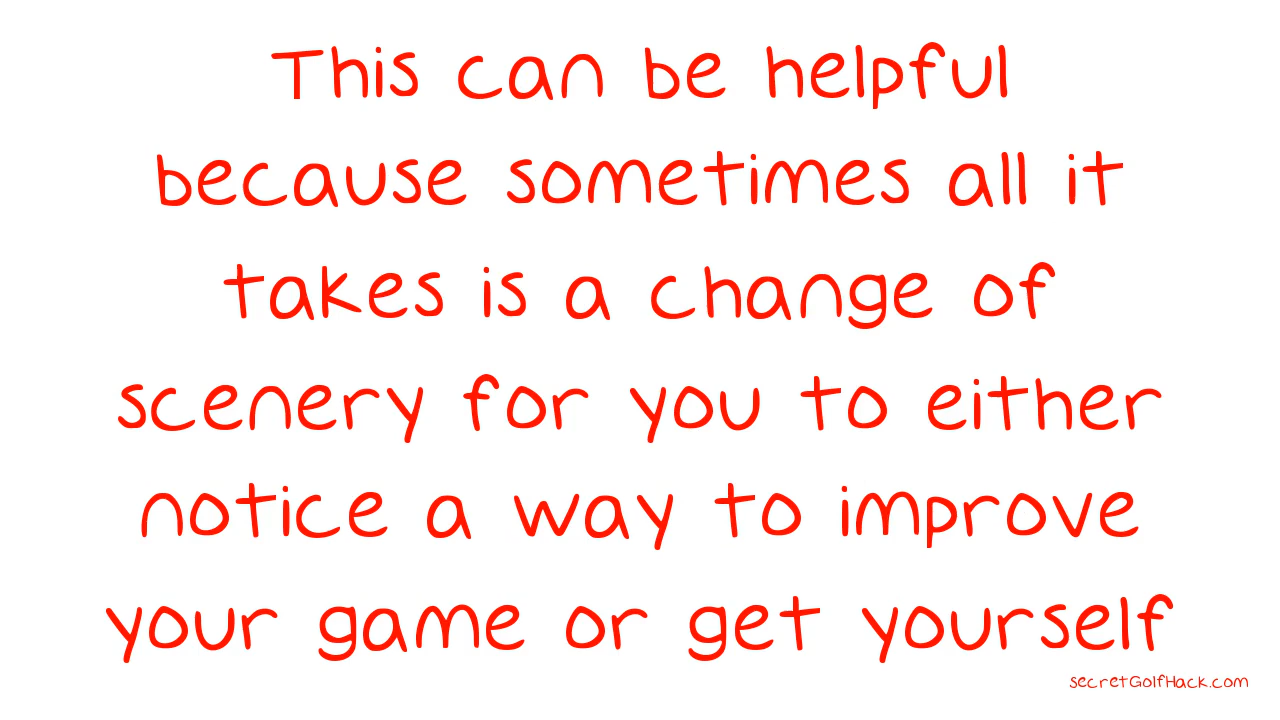 This can be helpful
because sometimes all it
takes is a change of
scenery for you to either
notice a way to improve
your game or get yourself
secretGolfHack.com